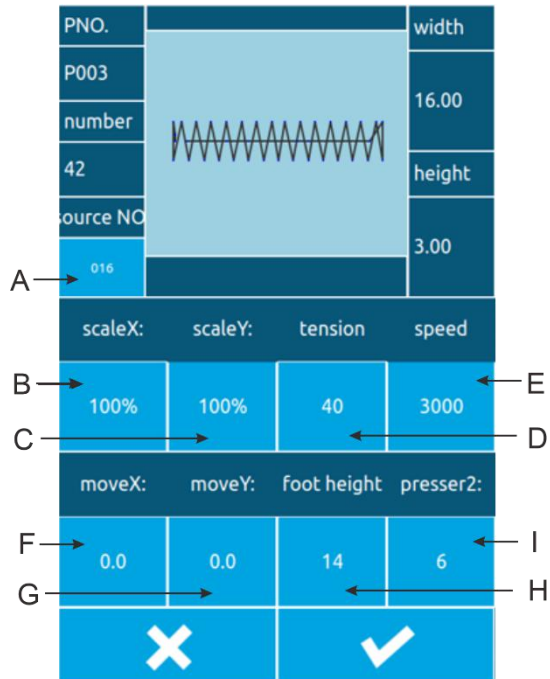 PNO.
width
P003
16.00
number
42
height
source NO
3.00
A
016
scaleX: scaleY: tension speed
B
100% 100% 40 3000
E
C
D
moveX: moveY: foot height presser2:
F
0.0 0.0 14 6
I
G
H